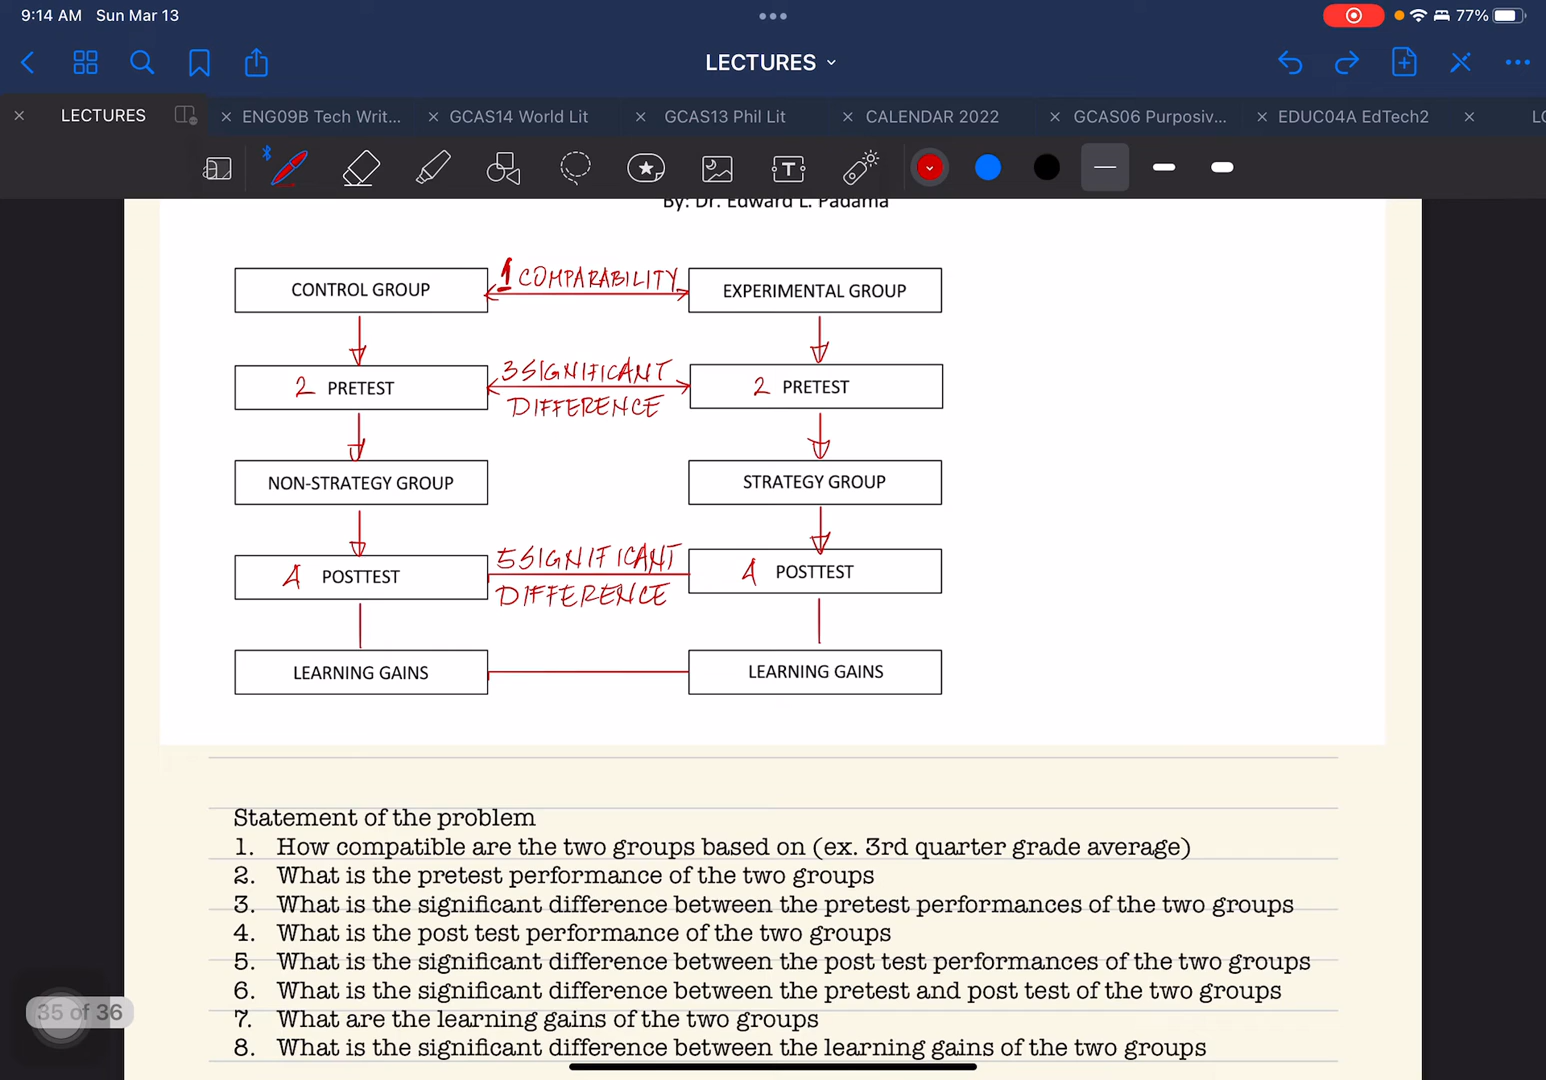 9:14 AM Sun Mar 13
77%
LECTURES
LECTURES
ENG09B Tech Writ...
GCAS14 World Lit
GCAS13 Phil Lit
CALENDAR 2022
GCAS06 Purposiv...
EDUC04A EdTech2
By: Dr. Edward L. Padama
CONTROL GROUP
1 COMPARABILITY
EXPERIMENTAL GROUP
2 PRETEST
3 SIGNIFICANT
DIFFERENCE
2 PRETEST
NON-STRATEGY GROUP
STRATEGY GROUP
4 POSTTEST
5 SIGNIFICANT
DIFFERENCE
4 POSTTEST
LEARNING GAINS
LEARNING GAINS
Statement of the problem
1. How compatible are the two groups based on (ex. 3rd quarter grade average)
2. What is the pretest performance of the two groups
3. What is the significant difference between the pretest performances of the two groups
4. What is the post test performance of the two groups
5. What is the significant difference between the post test performances of the two groups
6. What is the significant difference between the pretest and post test of the two groups
7. What are the learning gains of the two groups
8. What is the significant difference between the learning gains of the two groups
35 of 36